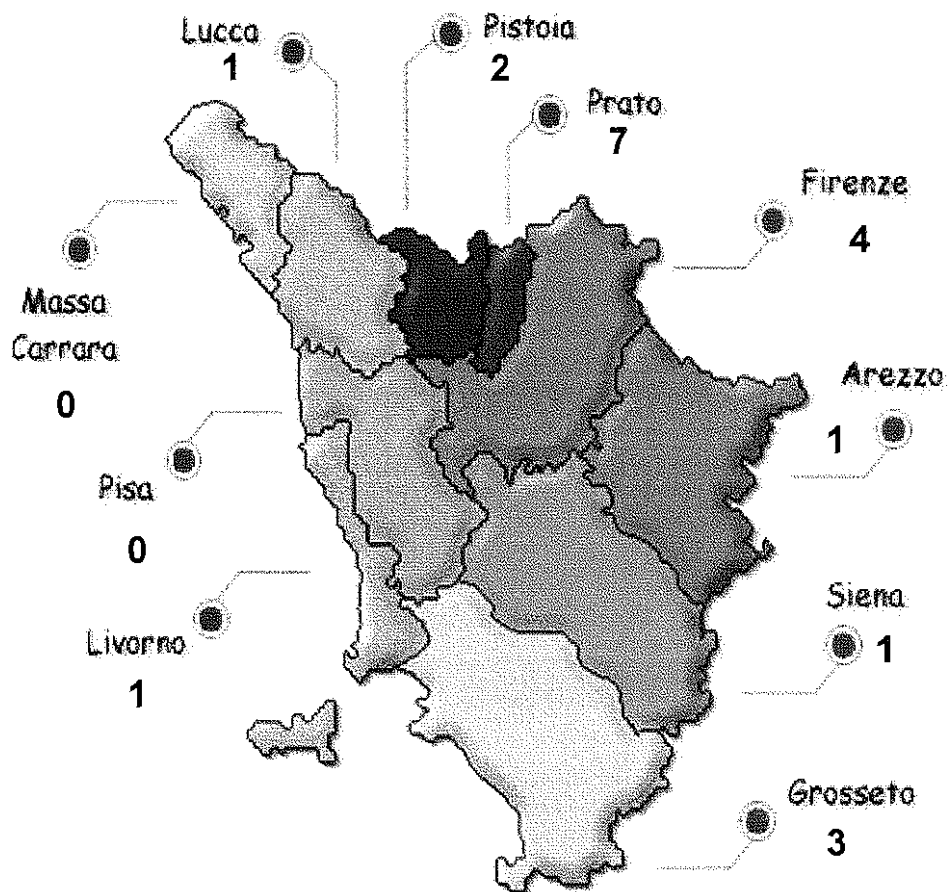 Lucca
1
Pistoia
2
Prato
7
Firenze
4
Massa
Carrara
0
Arezzo
1
Pisa
0
Siena
1
Livorno
1
Grosseto
3